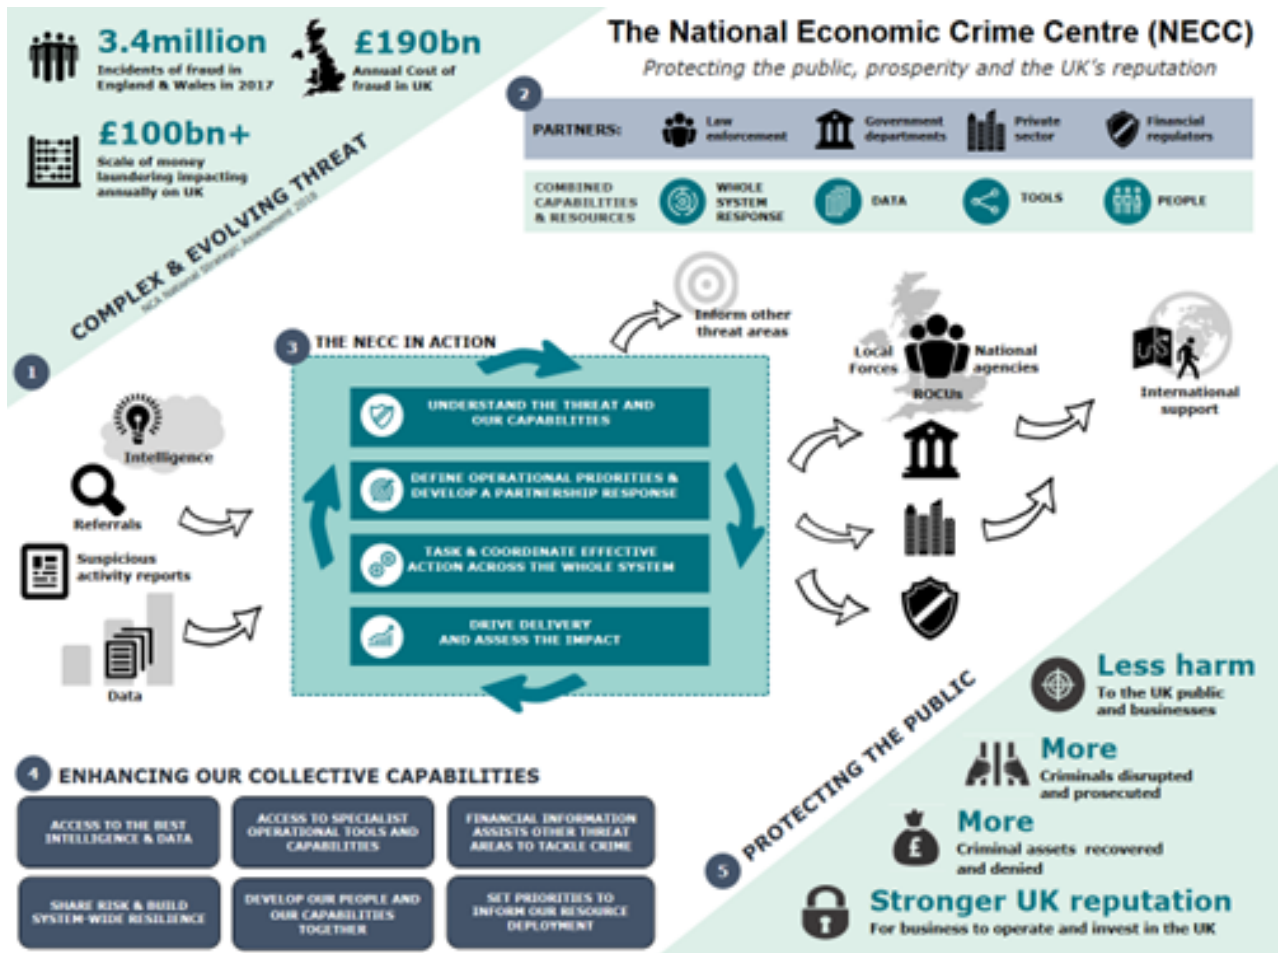 The National Economic Crime Centre (NECC)
Protecting the public, prosperity and the UK's reputation
3.4million
Incidents of fraud in
England & Wales in 2017
£190bn
Annual Cost of
fraud in UK
£100bn+
Scale of money
laundering impacting
annually on UK
COMPLEX & EVOLVING THREAT
NCA National Strategic Assessment 2018
1
2
PARTNERS:
Law
enforcement
Government
departments
Private
sector
Financial
regulators
COMBINED
CAPABILITIES
& RESOURCES
WHOLE
SYSTEM
RESPONSE
DATA
TOOLS
PEOPLE
Intelligence
Referrals
Suspicious
activity reports
Data
3
THE NECC IN ACTION
UNDERSTAND THE THREAT AND
OUR CAPABILITIES
DEFINE OPERATIONAL PRIORITIES &
DEVELOP A PARTNERSHIP RESPONSE
TASK & COORDINATE EFFECTIVE
ACTION ACROSS THE WHOLE SYSTEM
DRIVE DELIVERY
AND ASSESS THE IMPACT
Inform other
threat areas
Local
Forces
National
agencies
ROCUs
US
International
support
4
ENHANCING OUR COLLECTIVE CAPABILITIES
ACCESS TO THE BEST
INTELLIGENCE & DATA
ACCESS TO SPECIALIST
OPERATIONAL TOOLS AND
CAPABILITIES
FINANCIAL INFORMATION
ASSISTS OTHER THREAT
AREAS TO TACKLE CRIME
SHARE RISK & BUILD
SYSTEM-WIDE RESILIENCE
DEVELOP OUR PEOPLE AND
OUR CAPABILITIES
TOGETHER
SET PRIORITIES TO
INFORM OUR RESOURCE
DEPLOYMENT
5
PROTECTING THE PUBLIC
Less harm
To the UK public
and businesses
More
Criminals disrupted
and prosecuted
£
More
Criminal assets recovered
and denied
Stronger UK reputation
For business to operate and invest in the UK